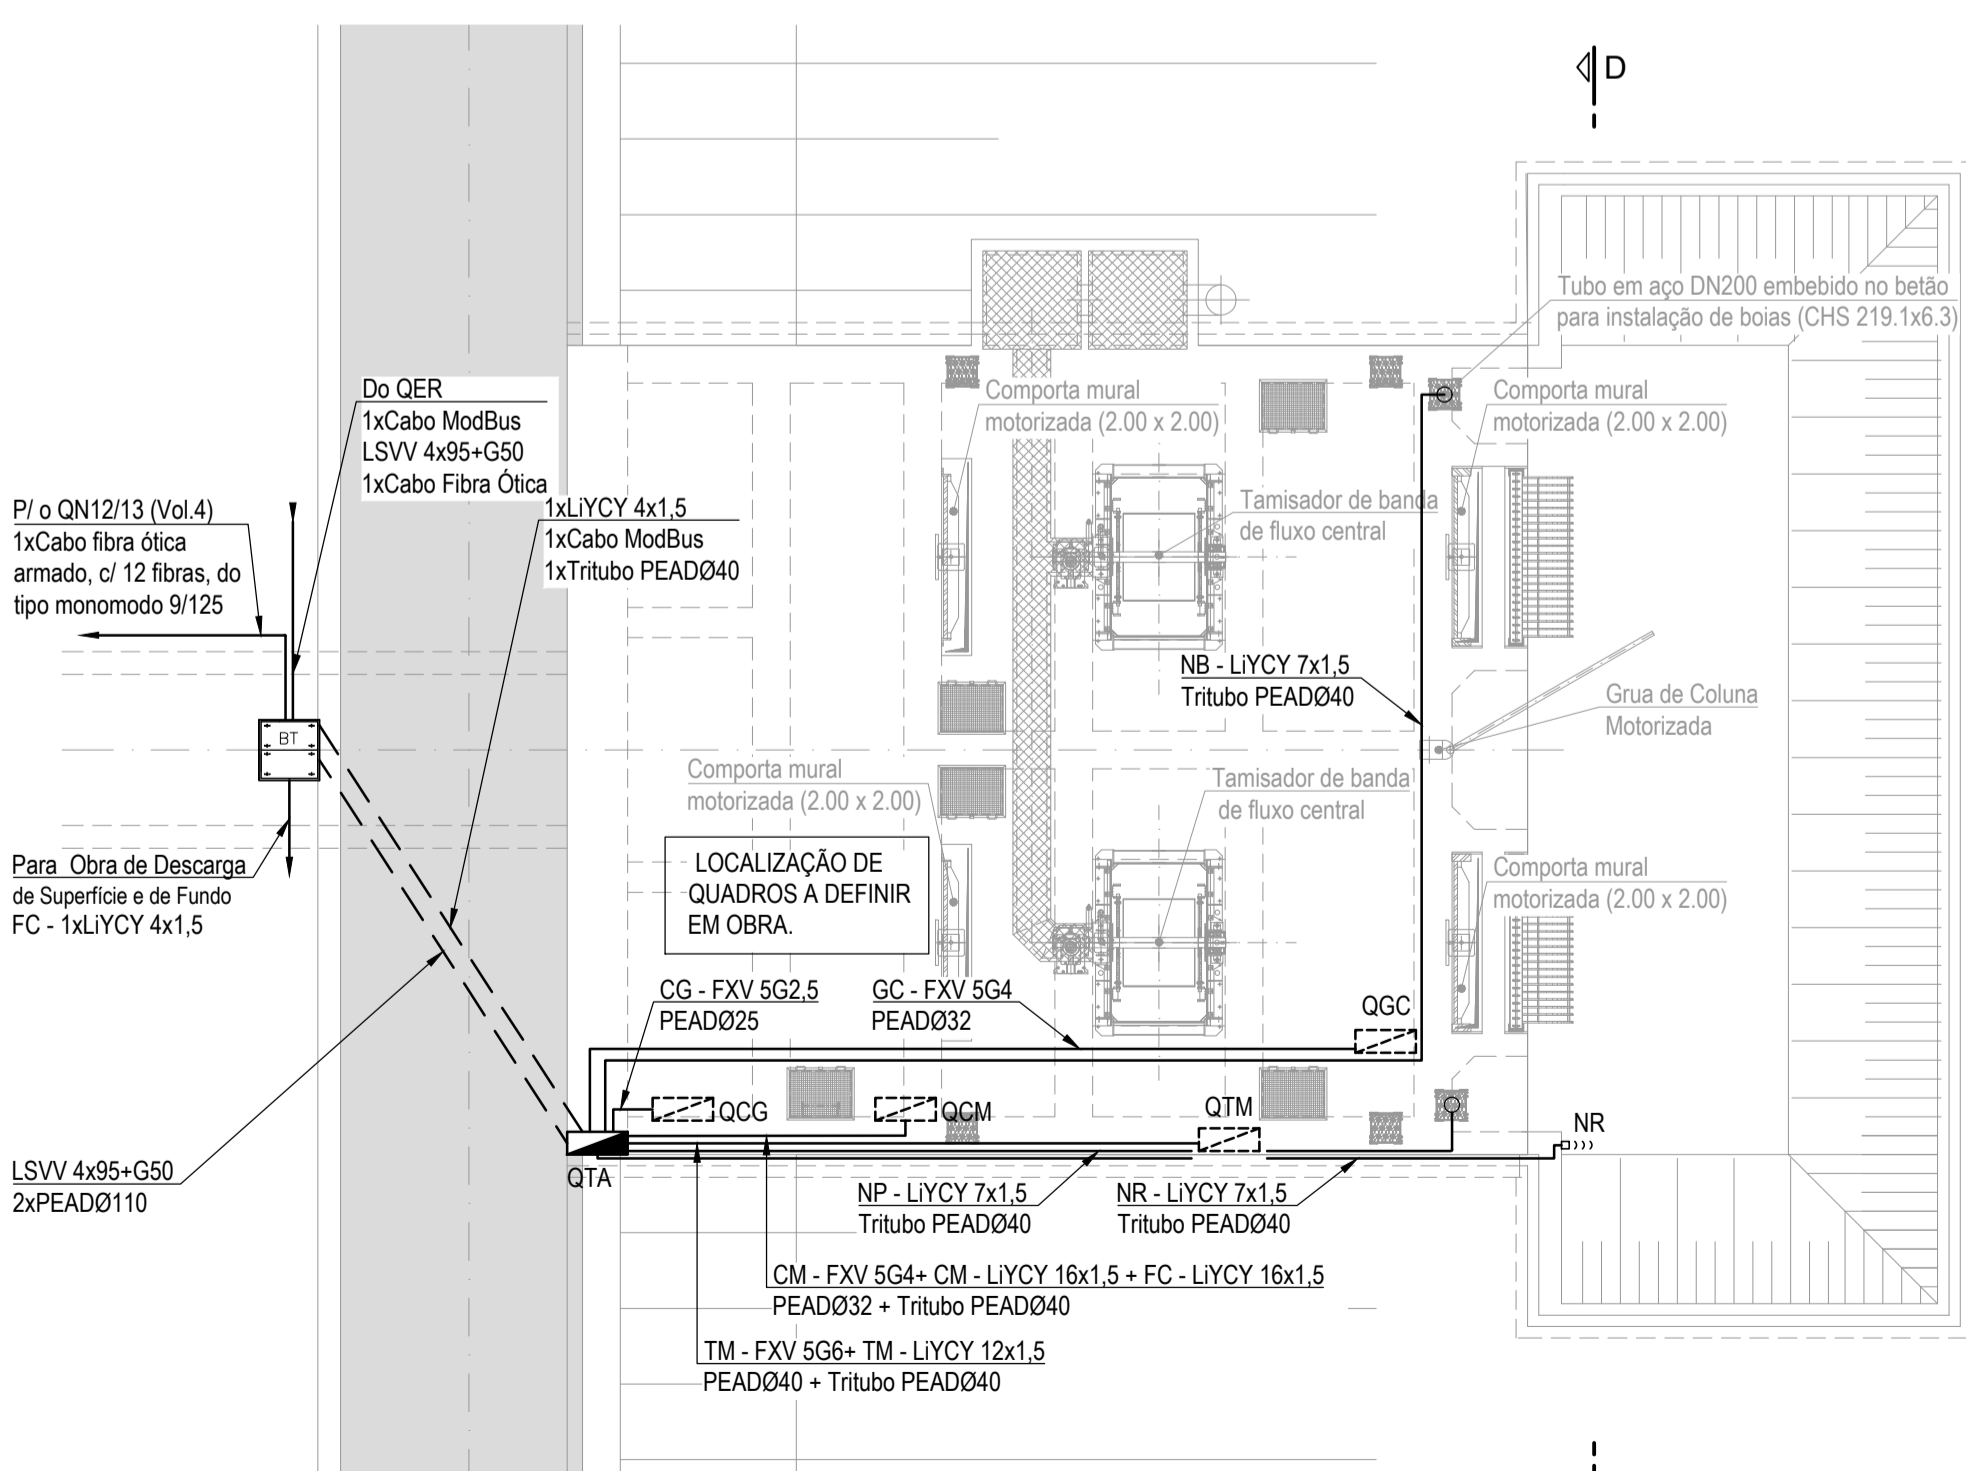 D
Tubo em aço DN200 embebido no betão
para instalação de boias (CHS 219.1x6.3)
Do QER
1xCabo ModBus
LSVV 4x95+G50
1xCabo Fibra Ótica
Comporta mural
motorizada (2.00 x 2.00)
Comporta mural
motorizada (2.00 x 2.00)
P/ o QN12/13 (Vol.4)
1xCabo fibra ótica
armado, c/ 12 fibras, do
tipo monomodo 9/125
1xLiYCY 4x1,5
1xCabo ModBus
1xTritubo PEADØ40
Tamisador de banda
de fluxo central
NB - LiYCY 7x1,5
Tritubo PEADØ40
Grua de Coluna
Motorizada
BT
Comporta mural
motorizada (2.00 x 2.00)
Tamisador de banda
de fluxo central
Para Obra de Descarga
de Superfície e de Fundo
FC - 1xLiYCY 4x1,5
LOCALIZAÇÃO DE
QUADROS A DEFINIR
EM OBRA.
Comporta mural
motorizada (2.00 x 2.00)
CG - FXV 5G2,5
PEADØ25
GC - FXV 5G4
PEADØ32
QGC
QCG
QCM
QTM
NR
LSVV 4x95+G50
2xPEADØ110
QTA
NP - LiYCY 7x1,5
Tritubo PEADØ40
NR - LiYCY 7x1,5
Tritubo PEADØ40
CM - FXV 5G4+ CM - LiYCY 16x1,5 + FC - LiYCY 16x1,5
PEADØ32 + Tritubo PEADØ40
TM - FXV 5G6+ TM - LiYCY 12x1,5
PEADØ40 + Tritubo PEADØ40